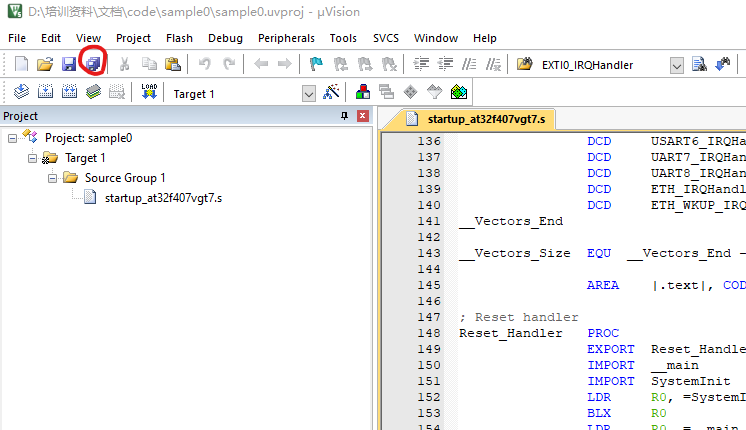 D:\培训资料\文档\code\sample0\sample0.uvproj - µVision
File Edit View Project Flash Debug Peripherals Tools SVCS Window Help
EXTI0_IRQHandler
LOAD Target 1
Project
startup_at32f407vgt7.s
Project: sample0
Target 1
Source Group 1
startup_at32f407vgt7.s
136 DCD USART6_IRQHa
137 DCD UART7_IRQHan
138 DCD UART8_IRQHan
139 DCD ETH_IRQHandl
140 DCD ETH_WKUP_IRQ
141 __Vectors_End
142
143 __Vectors_Size EQU __Vectors_End -
144
145 AREA |.text|, COD
146
147 ; Reset handler
148 Reset_Handler PROC
149 EXPORT Reset_Handle
150 IMPORT __main
151 IMPORT SystemInit
152 LDR R0, =SystemI
153 BLX R0
154 LDR R0, =__main